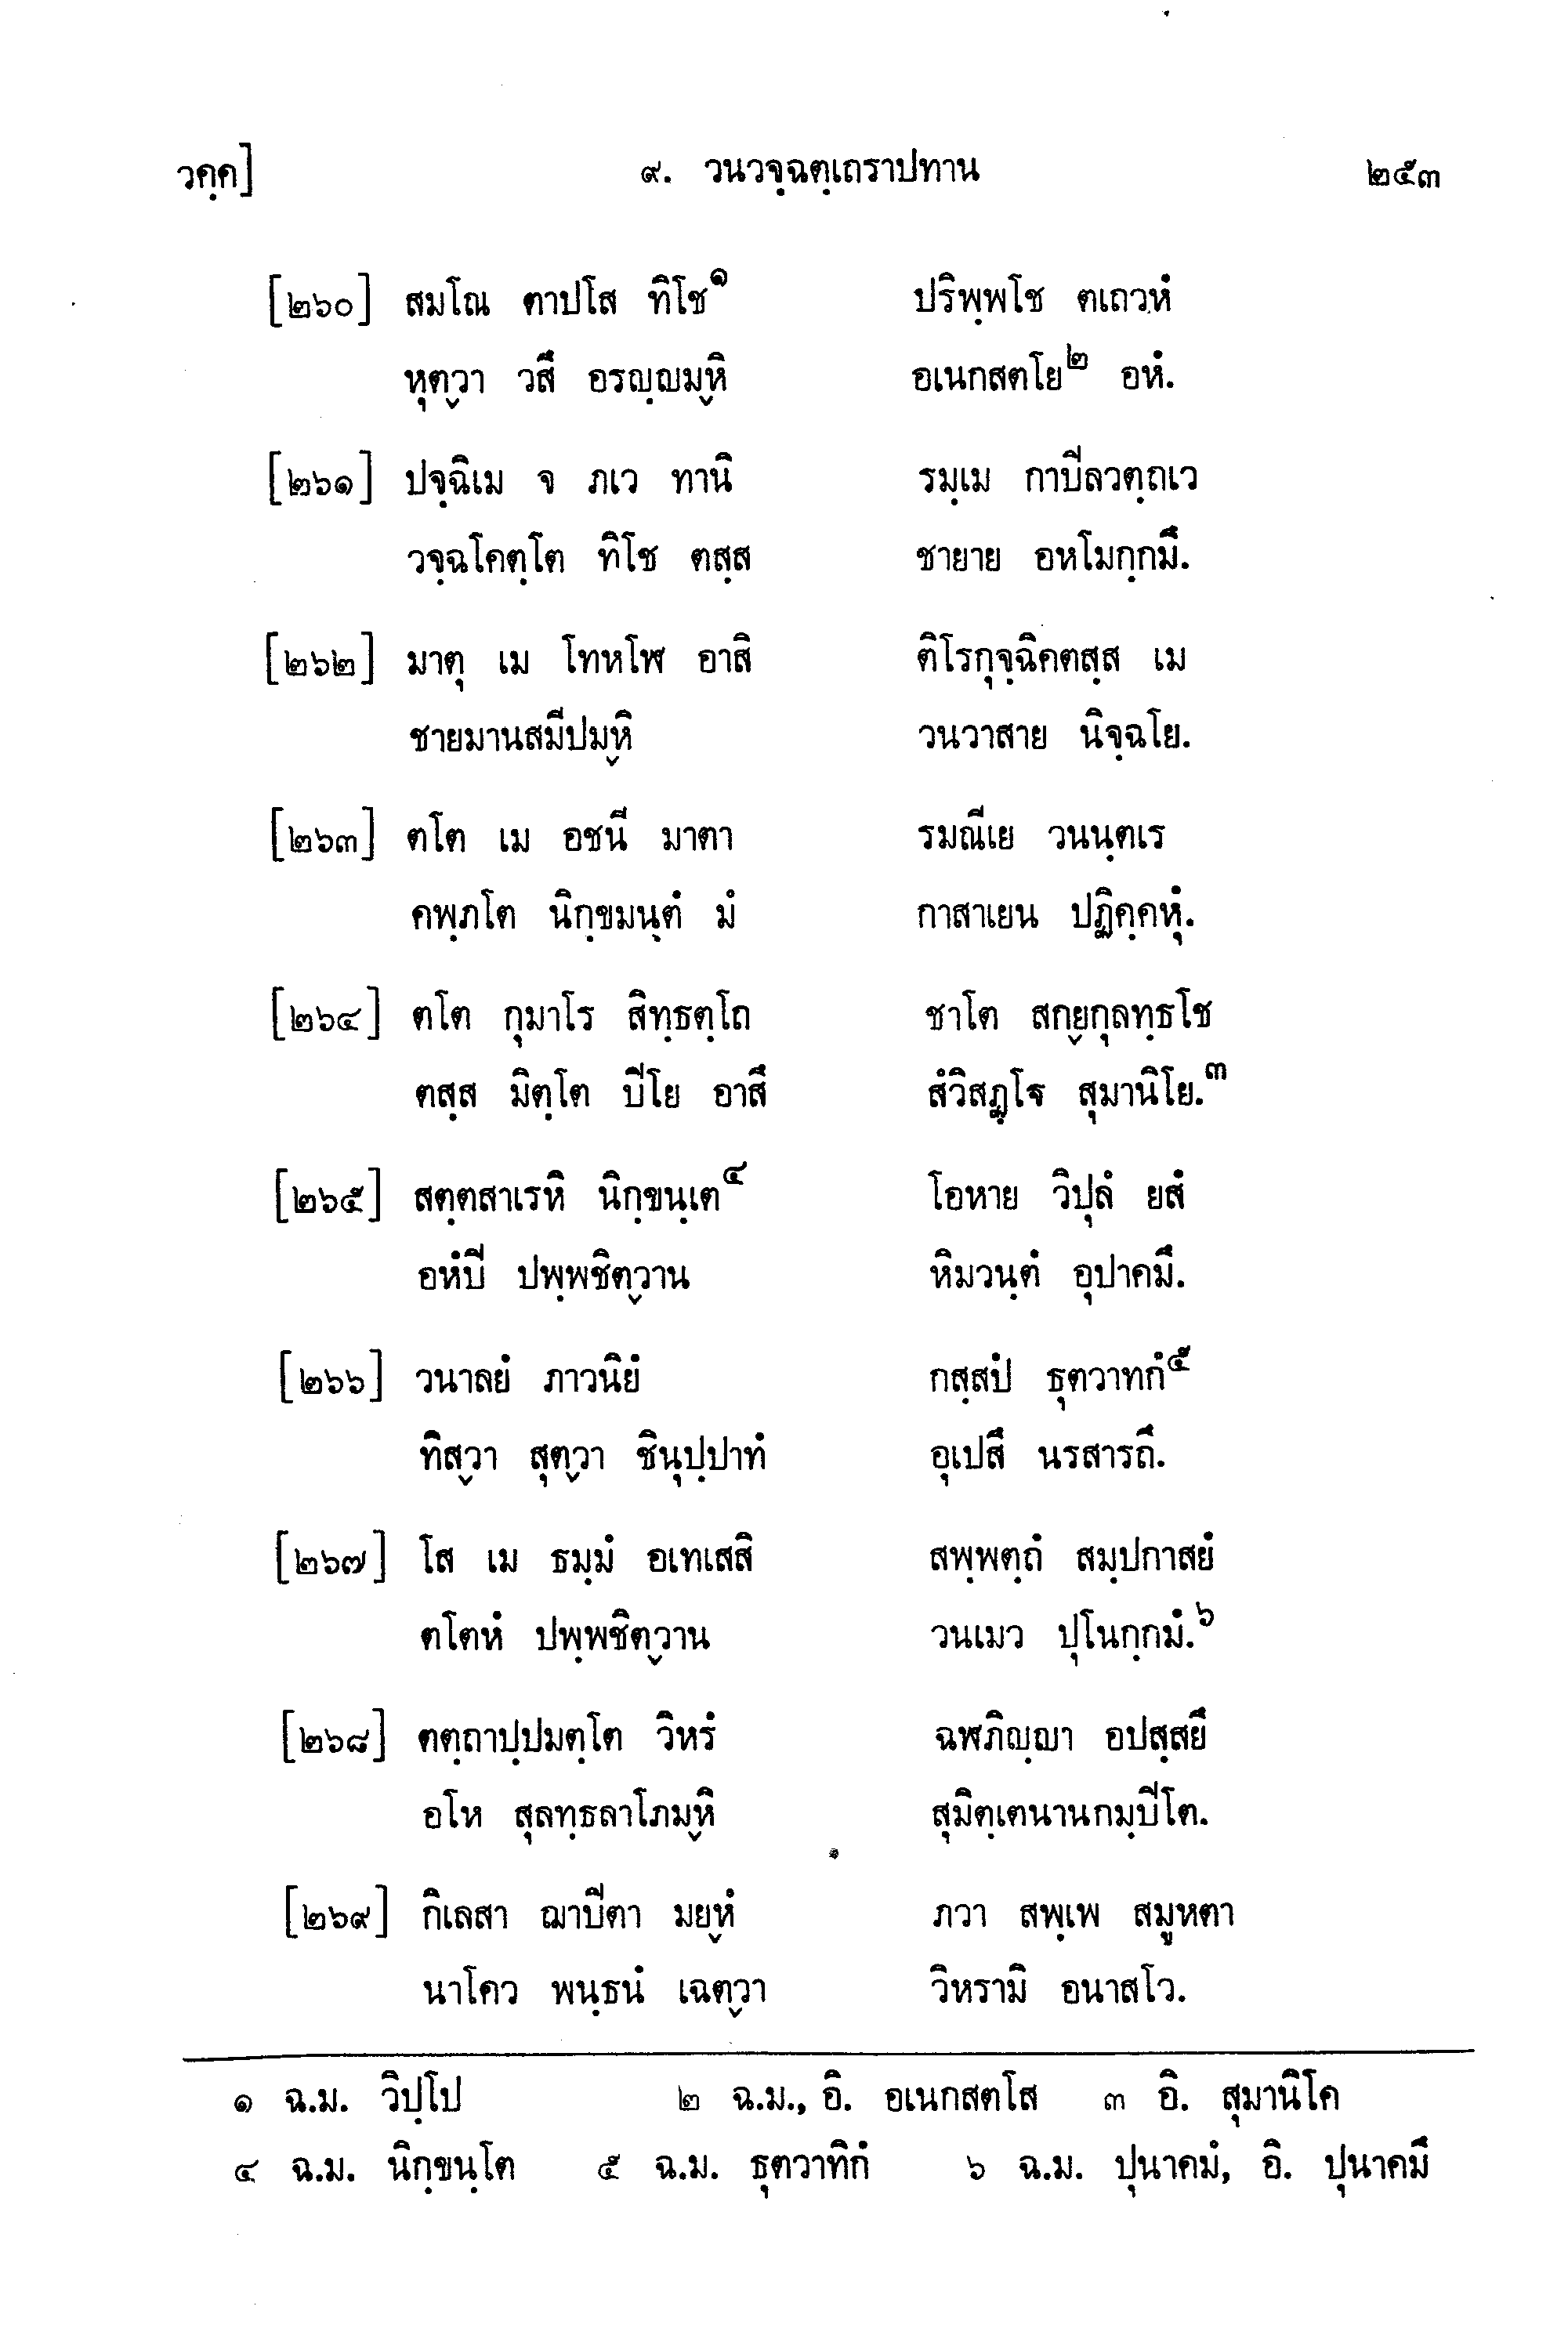 วคฺค] ๙. วนวจฺฉตฺเถราปทาน ๒๕๓
[๒๖๐] สมโณ ตาปโส ทิโช๑ ปริพฺพโช ตเถวหํ
หุตฺวา วสึ อรญฺญมฺหิ อเนกสตโย๒ อหํ.
[๒๖๑] ปจฺฉิเม จ ภเว ทานิ รมฺเม กาปิลวตฺถเว
วจฺฉโคตฺโต ทิโช ตสฺส ชายาย อหโมกฺกมึ.
[๒๖๒] มาตุ เม โทหโฬ อาสิ ติโรกุจฺฉิคตสฺส เม
ชายมานสมีปมฺหิ วนวาสาย นิจฺฉโย.
[๒๖๓] ตโต เม อชนี มาตา รมณีเย วนนฺตเร
คพฺภโต นิกฺขมนฺตํ มํ กาสาเยน ปฏิคฺคหุํ.
[๒๖๔] ตโต กุมาโร สิทฺธตฺโถ ชาโต สกฺยกุลทฺธโช
ตสฺส มิตฺโต ปิโย อาสึ สํวิสฏฺโฐ สุมานิโย.๓
[๒๖๕] สตฺตสาเรหิ นิกฺขนฺเต๔ โอหาย วิปุลํ ยสํ
อหํปิ ปพฺพชิตฺวาน หิมวนฺตํ อุปาคมึ.
[๒๖๖] วนาลยํ ภาวนิยํ กสฺสปํ ธุตวาทกํ๕
ทิสฺวา สุตฺวา ชินุปฺปาทํ อุเปสึ นรสารถึ.
[๒๖๗] โส เม ธมฺมํ อเทเสสิ สพฺพตฺถํ สมฺปกาสยํ
ตโตหํ ปพฺพชิตฺวาน วนเมว ปุโนกฺกมํ.๖
[๒๖๘] ตตฺถาปฺปมตฺโต วิหรํ ฉฬภิญฺญา อปสฺสยึ
อโห สุลทฺธลาโภมฺหิ สุมิตฺเตนานกมฺปิโต.
[๒๖๙] กิเลสา ฌาปิตา มยฺหํ ภวา สพฺเพ สมูหตา
นาโคว พนฺธนํ เฉตฺวา วิหรามิ อนาสโว.
๑ ฉ.ม. วิปฺโป ๒ ฉ.ม., อิ. อเนกสตโส ๓ อิ. สุมานิโค
๔ ฉ.ม. นิกฺขนฺโต ๕ ฉ.ม. ธุตวาทิกํ ๖ ฉ.ม. ปุนาคมํ, อิ. ปุนาคมึ